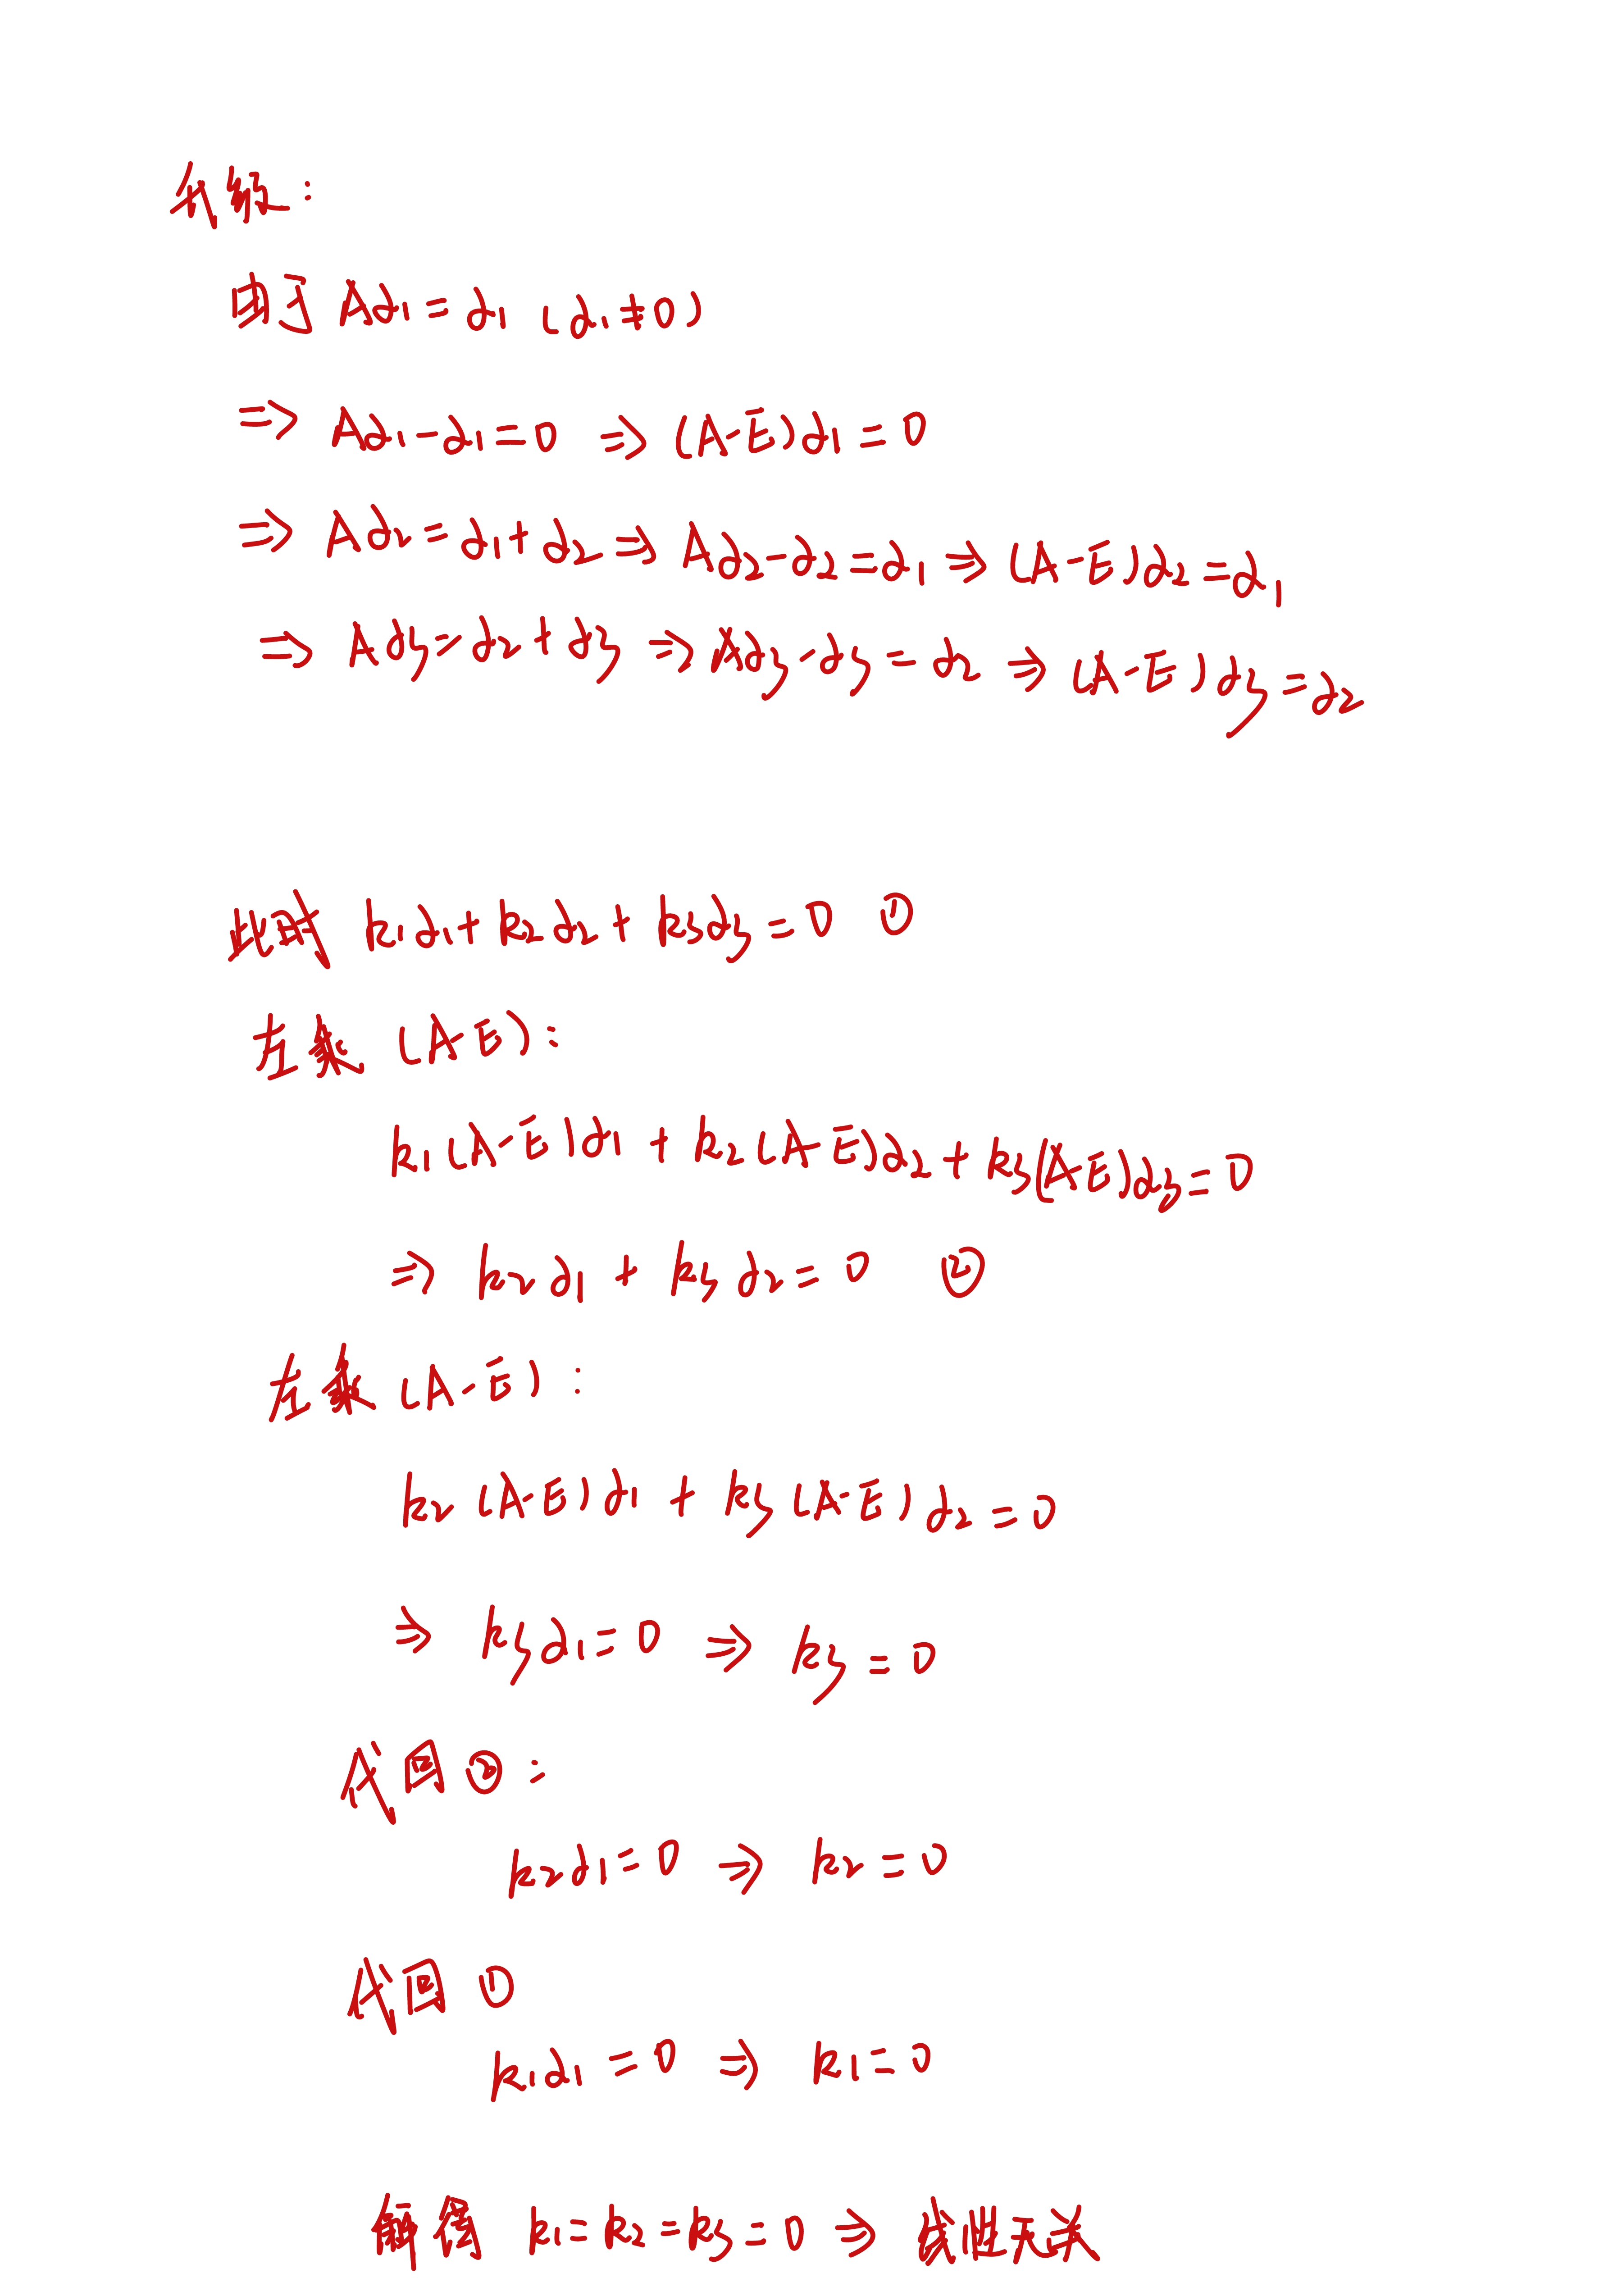 线代:
由于 Aα₁ = α₁ (α₁ ≠ 0)
⇒ Aα₁ - α₁ = 0 ⇒ (A-E)α₁ = 0
⇒ Aα₂ = α₁ + α₂ ⇒ Aα₂ - α₂ = α₁ ⇒ (A-E)α₂ = α₁
⇒ Aα₃ = α₂ + α₃ ⇒ Aα₃ - α₃ = α₂ ⇒ (A-E)α₃ = α₂
k₁α₁ + k₂α₂ + k₃α₃ = 0 ①
左乘 (A-E):
k₁(A-E)α₁ + k₂(A-E)α₂ + k₃(A-E)α₃ = 0
⇒ k₂α₁ + k₃α₂ = 0 ②
左乘 (A-E):
k₂(A-E)α₁ + k₃(A-E)α₂ = 0
⇒ k₃α₁ = 0 ⇒ k₃ = 0
代回②:
k₂α₁ = 0 ⇒ k₂ = 0
代回①
k₁α₁ = 0 ⇒ k₁ = 0
解得 k₁ = k₂ = k₃ = 0 ⇒ 线性无关